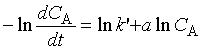 -ln dC_A/dt = ln k'+a ln C_A